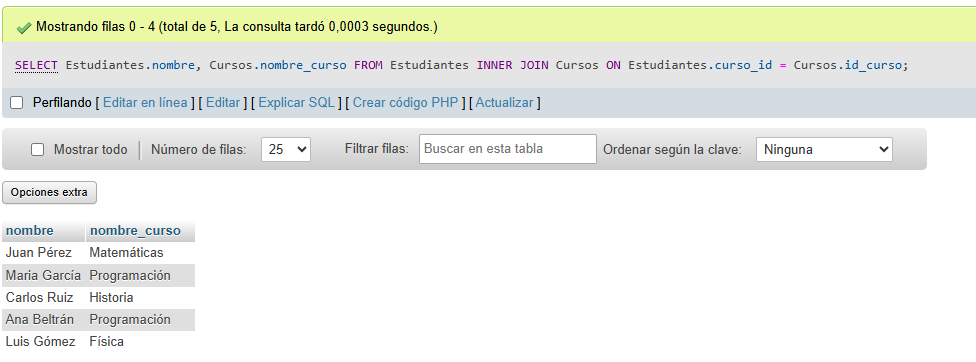 Mostrando filas 0 - 4 (total de 5, La consulta tardó 0,0003 segundos.)
SELECT Estudiantes.nombre, Cursos.nombre_curso FROM Estudiantes INNER JOIN Cursos ON Estudiantes.curso_id = Cursos.id_curso;
Perfilando [ Editar en línea ] [ Editar ] [ Explicar SQL ] [ Crear código PHP ] [ Actualizar ]
Mostrar todo | Número de filas: 25 Filtrar filas: Buscar en esta tabla Ordenar según la clave: Ninguna
Opciones extra
nombre nombre_curso
Juan Pérez Matemáticas
Maria García Programación
Carlos Ruiz Historia
Ana Beltrán Programación
Luis Gómez Física